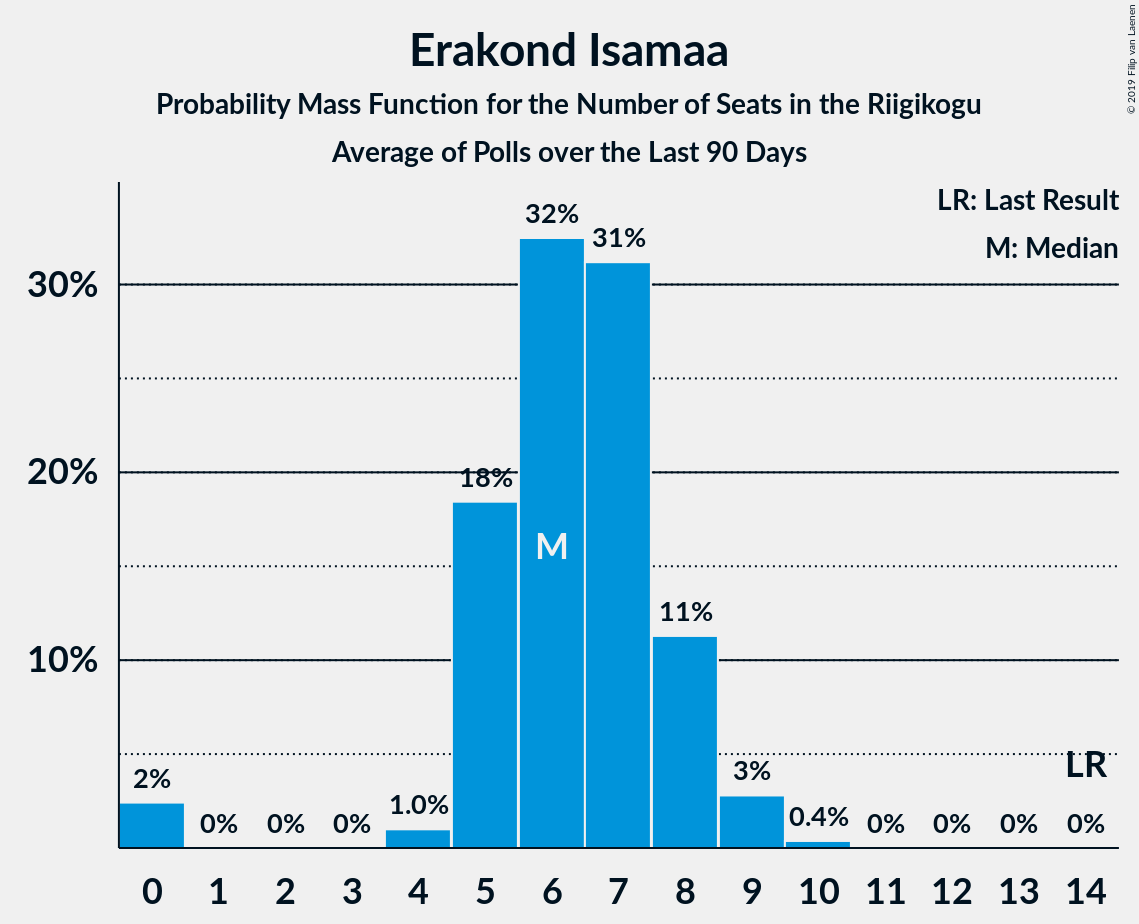 Erakond Isamaa
Probability Mass Function for the Number of Seats in the Riigikogu
Average of Polls over the Last 90 Days
© 2019 Filip van Laenen
LR: Last Result
M: Median
32%
31%
30%
20%
18%
M
11%
10%
LR
3%
2%
1.0%
0.4%
0% 0% 0% 0% 0% 0% 0%
0 1 2 3 4 5 6 7 8 9 10 11 12 13 14